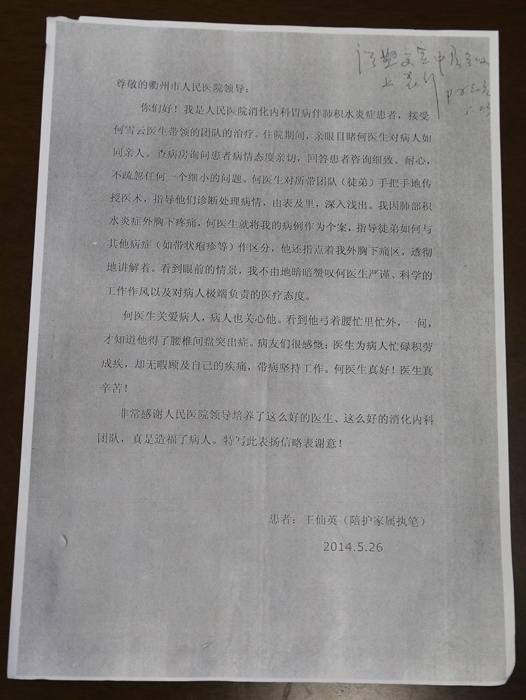 尊敬的衢州市人民医院领导：
你们好！我是人民医院消化内科胃病伴肺积水炎症患者，接受
何雪云医生带领的团队的治疗。住院期间，亲眼目睹何医生对病人如
同亲人。查病房询问患者病情态度亲切，回答患者咨询细致、耐心，
不疏忽任何一个细小的问题。何医生对所带团队（徒弟）手把手地传
授医术，指导他们诊断处理病情，由表及里，深入浅出。我因肺部积
水炎症外胸下疼痛，何医生就将我的病例作为个案，指导徒弟如何与
其他病症（如带状疱疹等）作区分，他还指点着我外胸下痛区，透彻
地讲解着。看到眼前的情景，我不由地暗暗赞叹何医生严谨、科学的
工作作风以及对病人极端负责的医疗态度。
何医生关爱病人，病人也关心他。看到他弓着腰忙里忙外，一问，
才知道他得了腰椎间盘突出症。病友们很感慨：医生为病人忙碌积劳
成疾，却无暇顾及自己的疾痛，带病坚持工作。何医生真好！医生真
辛苦！
非常感谢人民医院领导培养了这么好的医生、这么好的消化内科
团队，真是造福了病人。特写此表扬信略表谢意！
患者：王仙英（陪护家属执笔）
2014.5.26